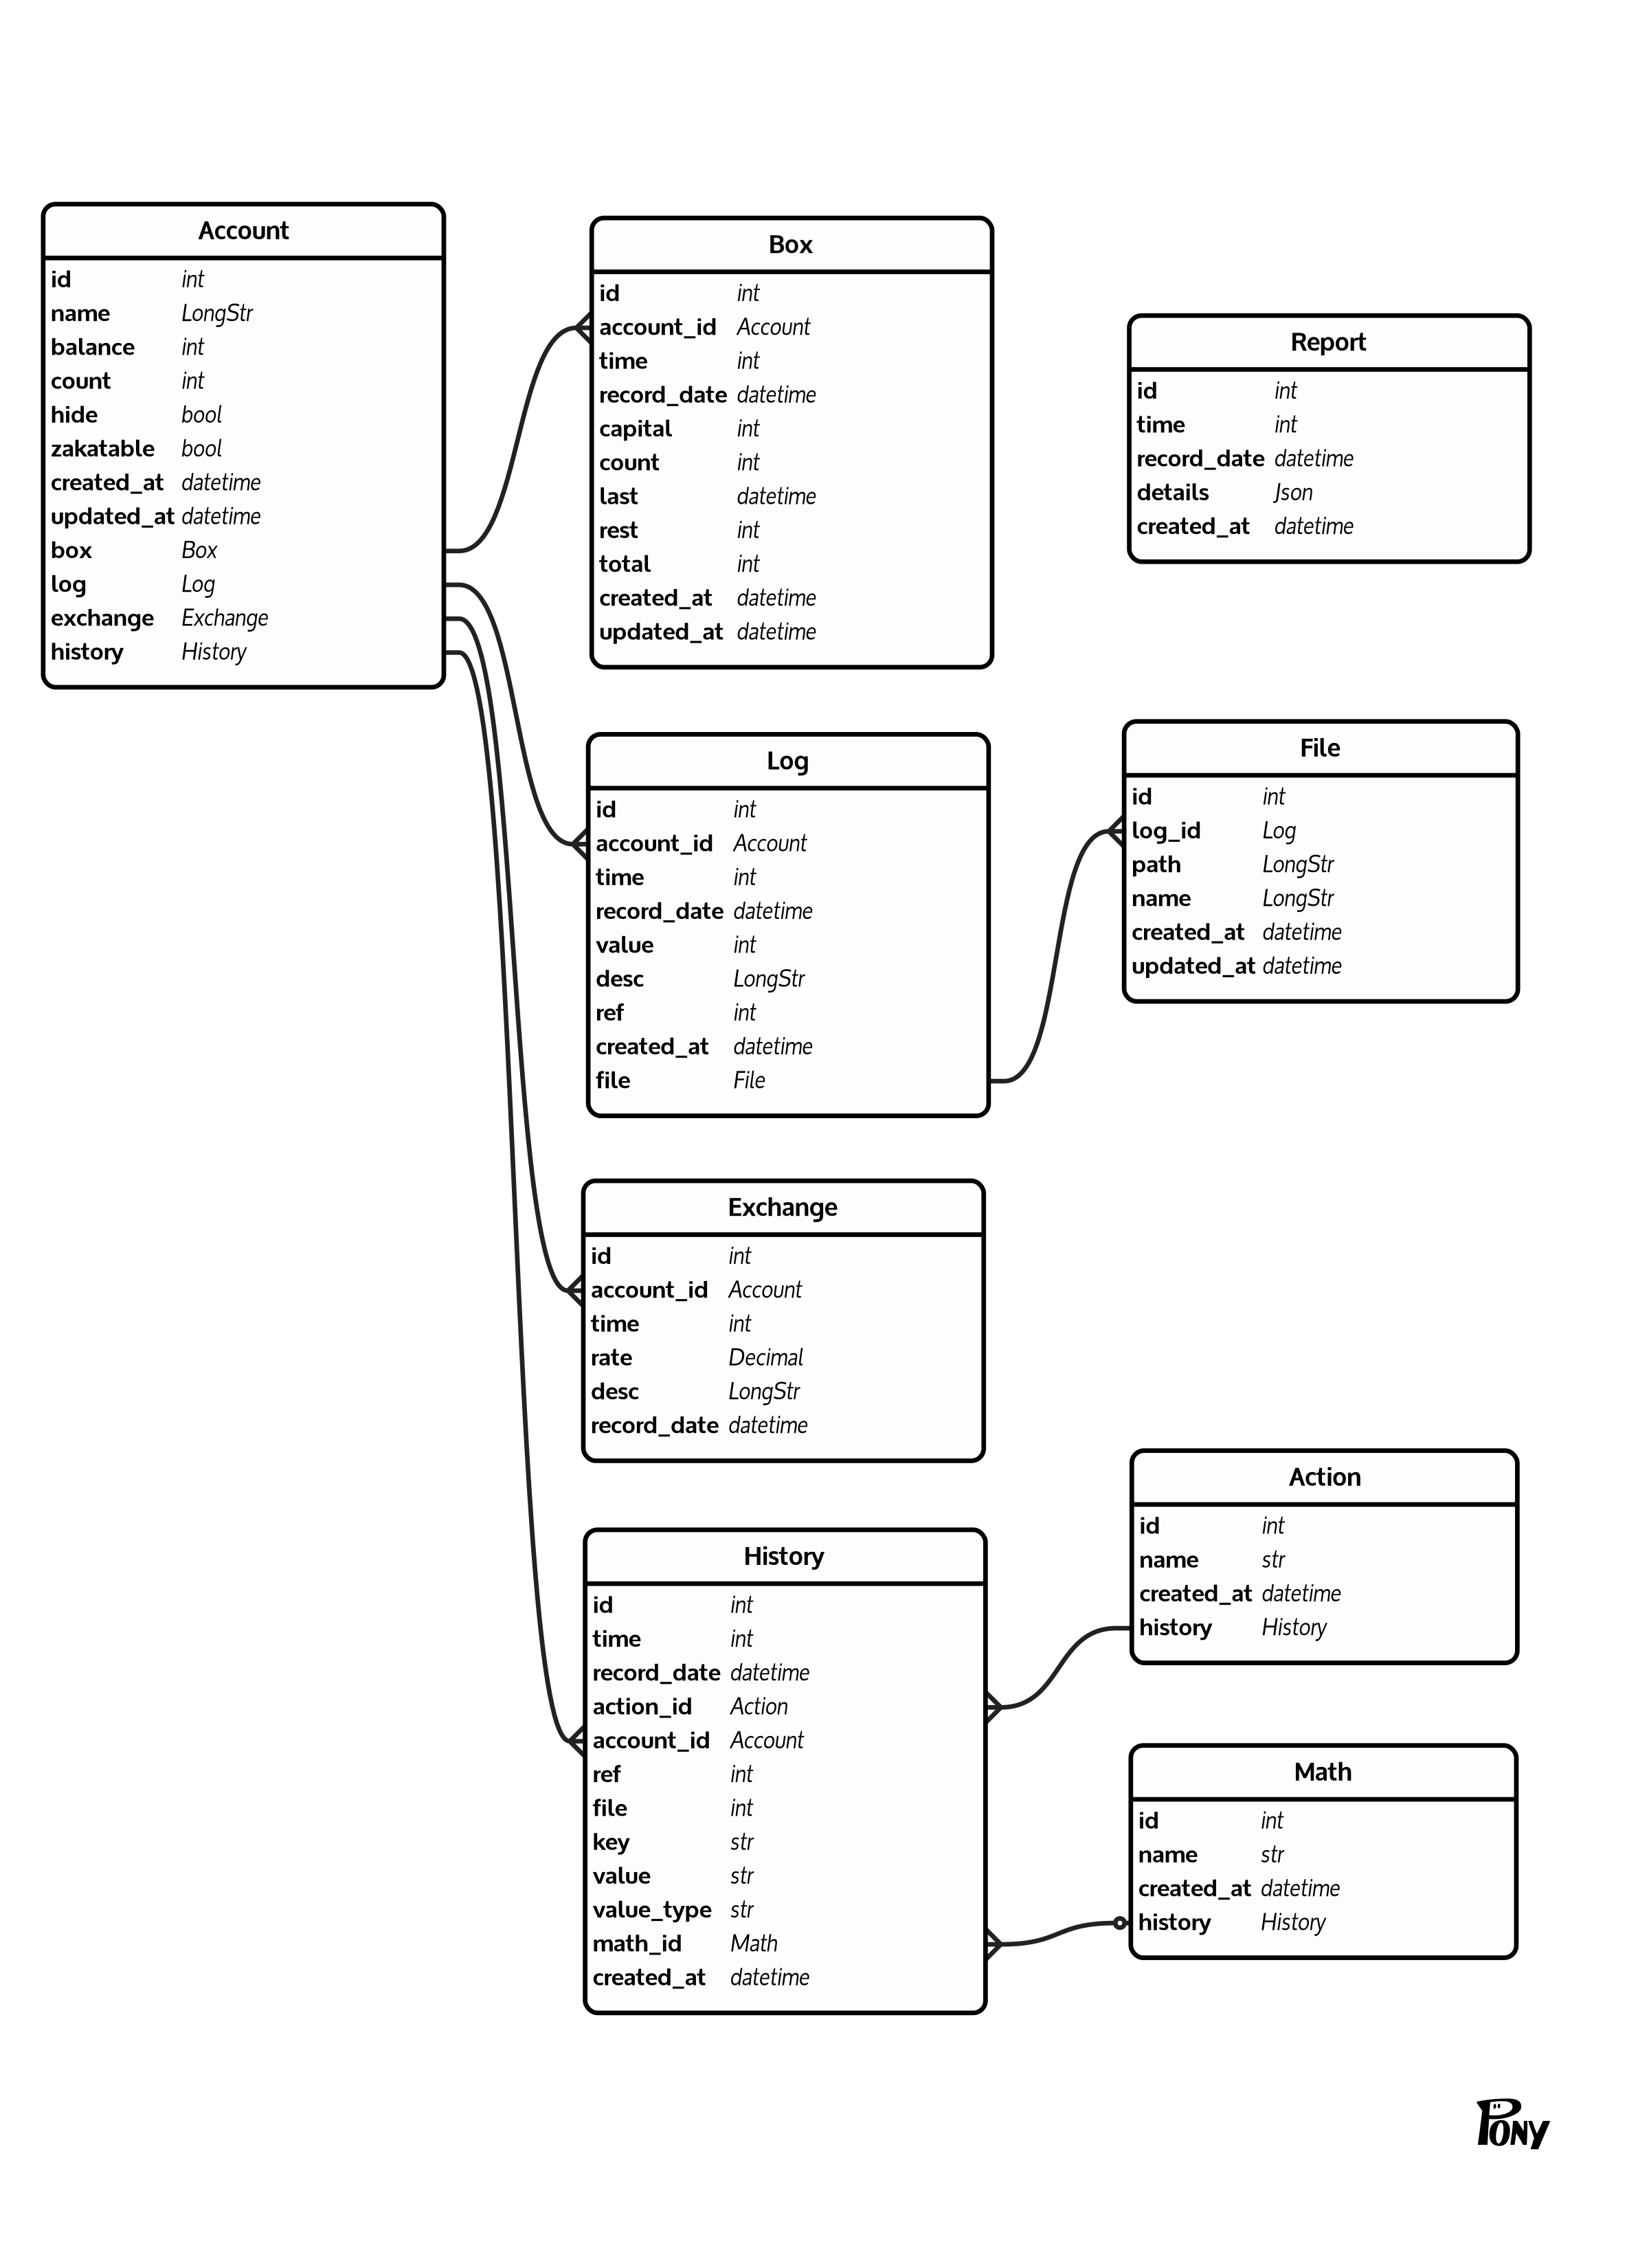 Account
id int
name LongStr
balance int
count int
hide bool
zakatable bool
created_at datetime
updated_at datetime
box Box
log Log
exchange Exchange
history History
Box
id int
account_id Account
time int
record_date datetime
capital int
count int
last datetime
rest int
total int
created_at datetime
updated_at datetime
Report
id int
time int
record_date datetime
details Json
created_at datetime
Log
id int
account_id Account
time int
record_date datetime
value int
desc LongStr
ref int
created_at datetime
file File
File
id int
log_id Log
path LongStr
name LongStr
created_at datetime
updated_at datetime
Exchange
id int
account_id Account
time int
rate Decimal
desc LongStr
record_date datetime
History
id int
time int
record_date datetime
action_id Action
account_id Account
ref int
file int
key str
value str
value_type str
math_id Math
created_at datetime
Action
id int
name str
created_at datetime
history History
Math
id int
name str
created_at datetime
history History
PONY